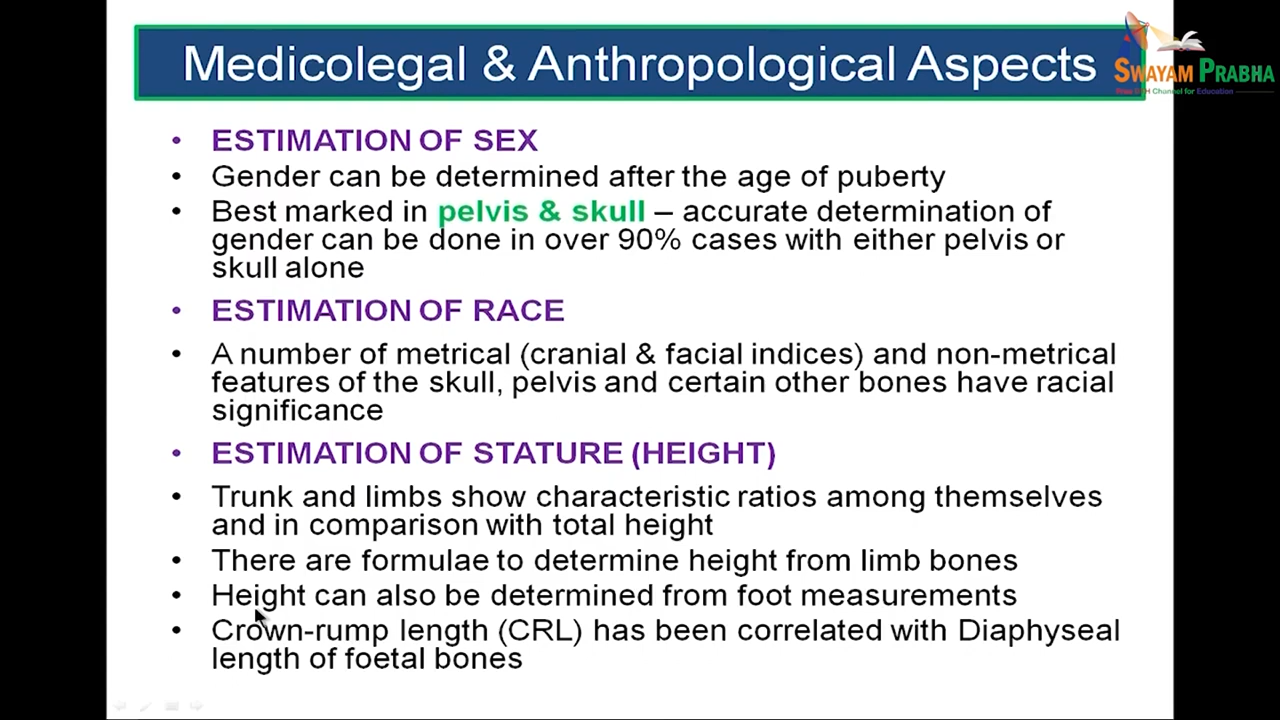 Medicolegal & Anthropological Aspects
SWAYAM PRABHA
• ESTIMATION OF SEX
• Gender can be determined after the age of puberty
• Best marked in pelvis & skull – accurate determination of
gender can be done in over 90% cases with either pelvis or
skull alone
• ESTIMATION OF RACE
• A number of metrical (cranial & facial indices) and non-metrical
features of the skull, pelvis and certain other bones have racial
significance
• ESTIMATION OF STATURE (HEIGHT)
• Trunk and limbs show characteristic ratios among themselves
and in comparison with total height
• There are formulae to determine height from limb bones
• Height can also be determined from foot measurements
• Crown-rump length (CRL) has been correlated with Diaphyseal
length of foetal bones